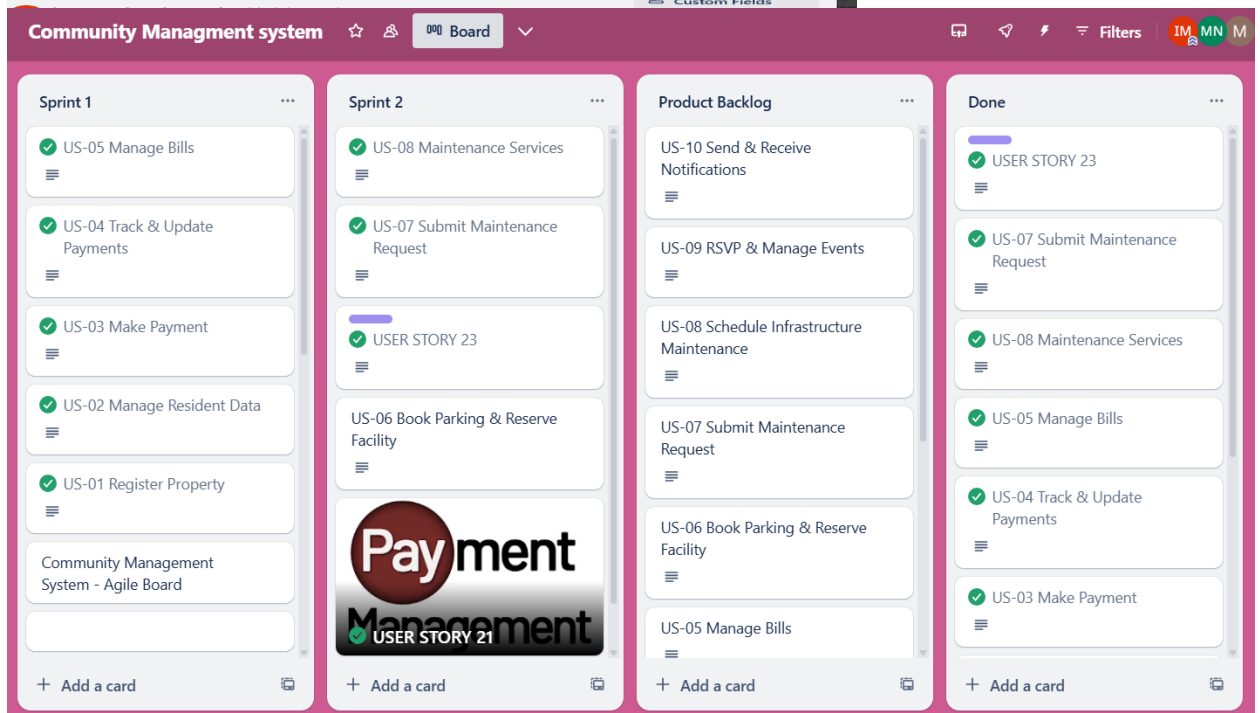 Custom Fields
Community Managment system
Board
Filters
IM
MN
M
Sprint 1
US-05 Manage Bills
US-04 Track & Update
Payments
US-03 Make Payment
US-02 Manage Resident Data
US-01 Register Property
Community Management
System - Agile Board
+ Add a card
Sprint 2
US-08 Maintenance Services
US-07 Submit Maintenance
Request
USER STORY 23
US-06 Book Parking & Reserve
Facility
Payment
Management
USER STORY 21
+ Add a card
Product Backlog
US-10 Send & Receive
Notifications
US-09 RSVP & Manage Events
US-08 Schedule Infrastructure
Maintenance
US-07 Submit Maintenance
Request
US-06 Book Parking & Reserve
Facility
US-05 Manage Bills
+ Add a card
Done
USER STORY 23
US-07 Submit Maintenance
Request
US-08 Maintenance Services
US-05 Manage Bills
US-04 Track & Update
Payments
US-03 Make Payment
+ Add a card